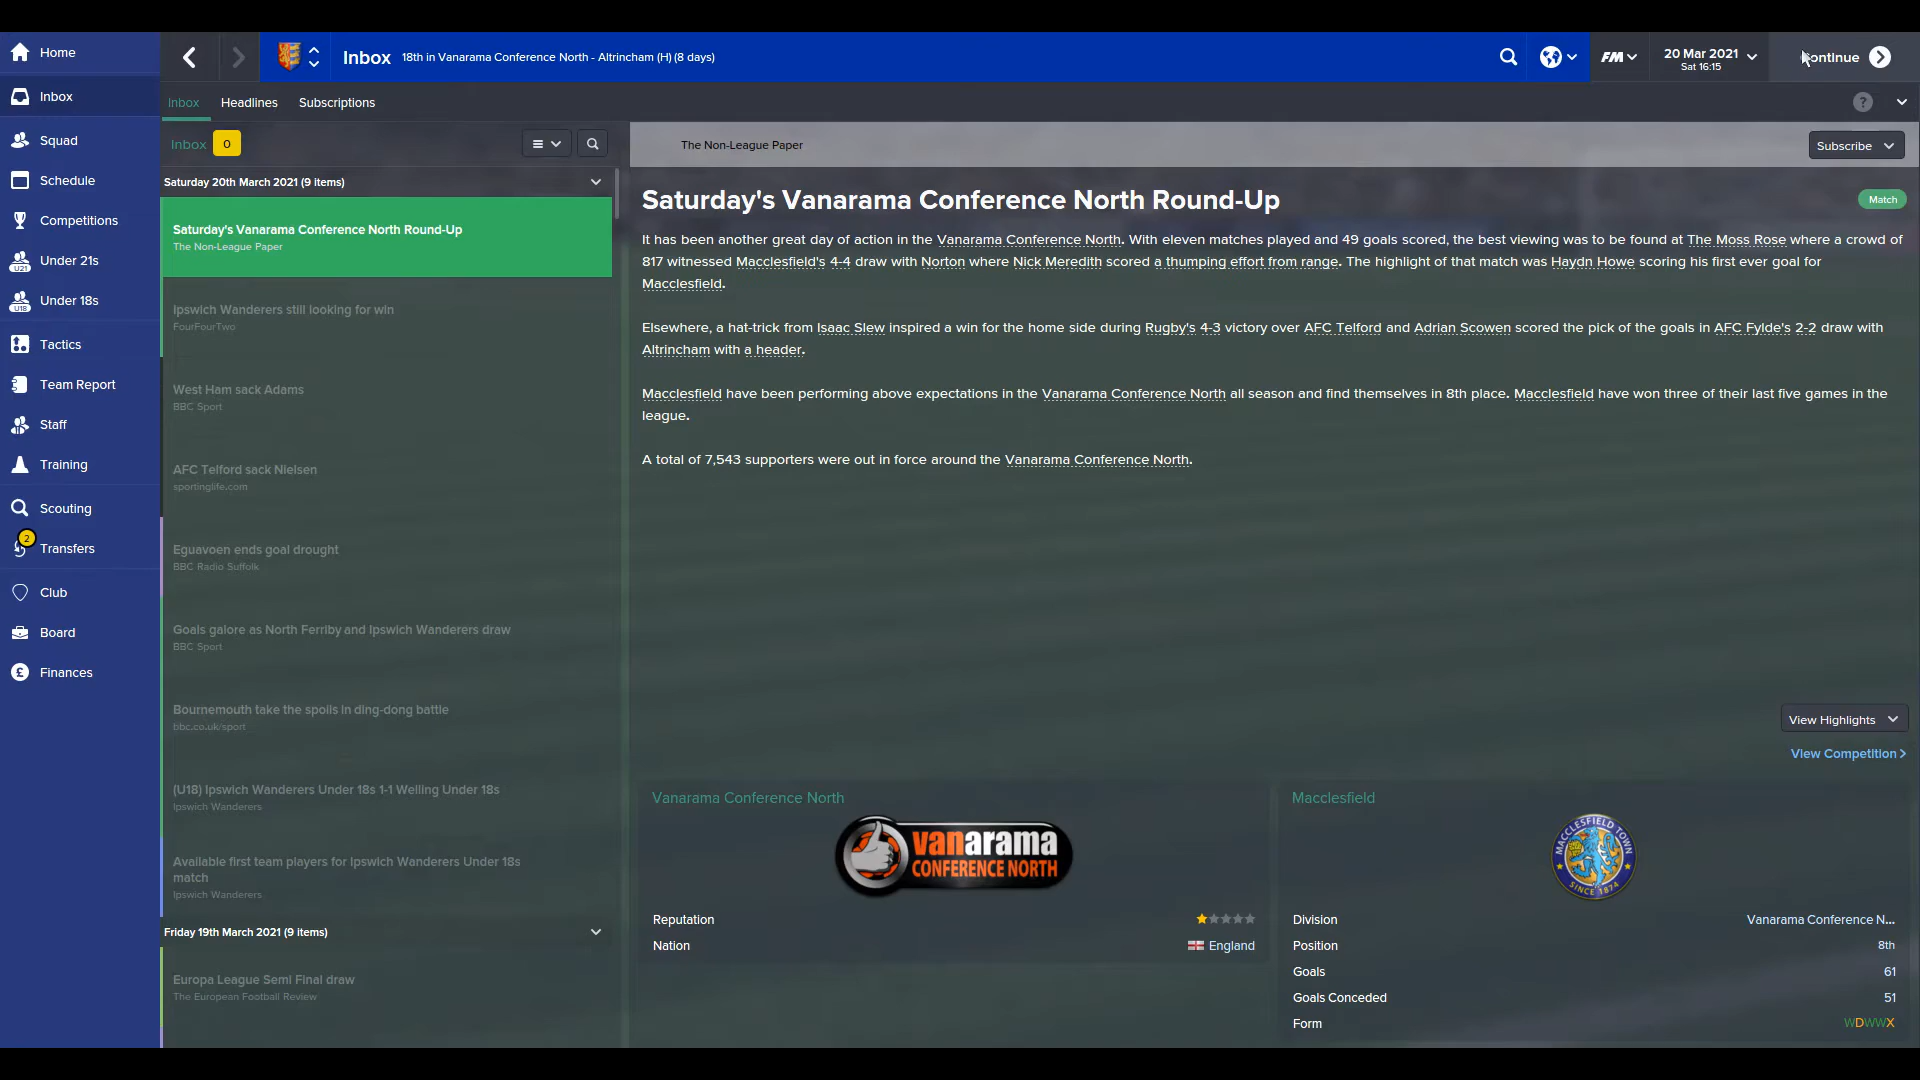 Home
Inbox
Squad
Schedule
Competitions
U21
Under 21s
U18
Under 18s
Tactics
Team Report
Staff
Training
Scouting
2
Transfers
Club
Board
£
Finances
Inbox
18th in Vanarama Conference North - Altrincham (H) (8 days)
FM
20 Mar 2021
Sat 16:15
ontinue
Inbox
Headlines
Subscriptions
?
Inbox
0
Saturday 20th March 2021 (9 items)
Saturday's Vanarama Conference North Round-Up
The Non-League Paper
Ipswich Wanderers still looking for win
FourFourTwo
West Ham sack Adams
BBC Sport
AFC Telford sack Nielsen
sportinglife.com
Eguavoen ends goal drought
BBC Radio Suffolk
Goals galore as North Ferriby and Ipswich Wanderers draw
BBC Sport
Bournemouth take the spoils in ding-dong battle
bbc.co.uk/sport
(U18) Ipswich Wanderers Under 18s 1-1 Welling Under 18s
Ipswich Wanderers
Available first team players for Ipswich Wanderers Under 18s
match
Ipswich Wanderers
Friday 19th March 2021 (9 items)
Europa League Semi Final draw
The European Football Review
The Non-League Paper
Subscribe
Saturday's Vanarama Conference North Round-Up
Match
It has been another great day of action in the Vanarama Conference North. With eleven matches played and 49 goals scored, the best viewing was to be found at The Moss Rose where a crowd of
817 witnessed Macclesfield's 4-4 draw with Norton where Nick Meredith scored a thumping effort from range. The highlight of that match was Haydn Howe scoring his first ever goal for
Macclesfield.
Elsewhere, a hat-trick from Isaac Slew inspired a win for the home side during Rugby's 4-3 victory over AFC Telford and Adrian Scowen scored the pick of the goals in AFC Fylde's 2-2 draw with
Altrincham with a header.
Macclesfield have been performing above expectations in the Vanarama Conference North all season and find themselves in 8th place. Macclesfield have won three of their last five games in the
league.
A total of 7,543 supporters were out in force around the Vanarama Conference North.
View Highlights
View Competition
Vanarama Conference North
vanarama
CONFERENCE NORTH
Reputation
Nation
England
Macclesfield
MACCLESFIELD TOWN
SINCE 1874
Division
Vanarama Conference N...
Position
8th
Goals
61
Goals Conceded
51
Form
WDWWX